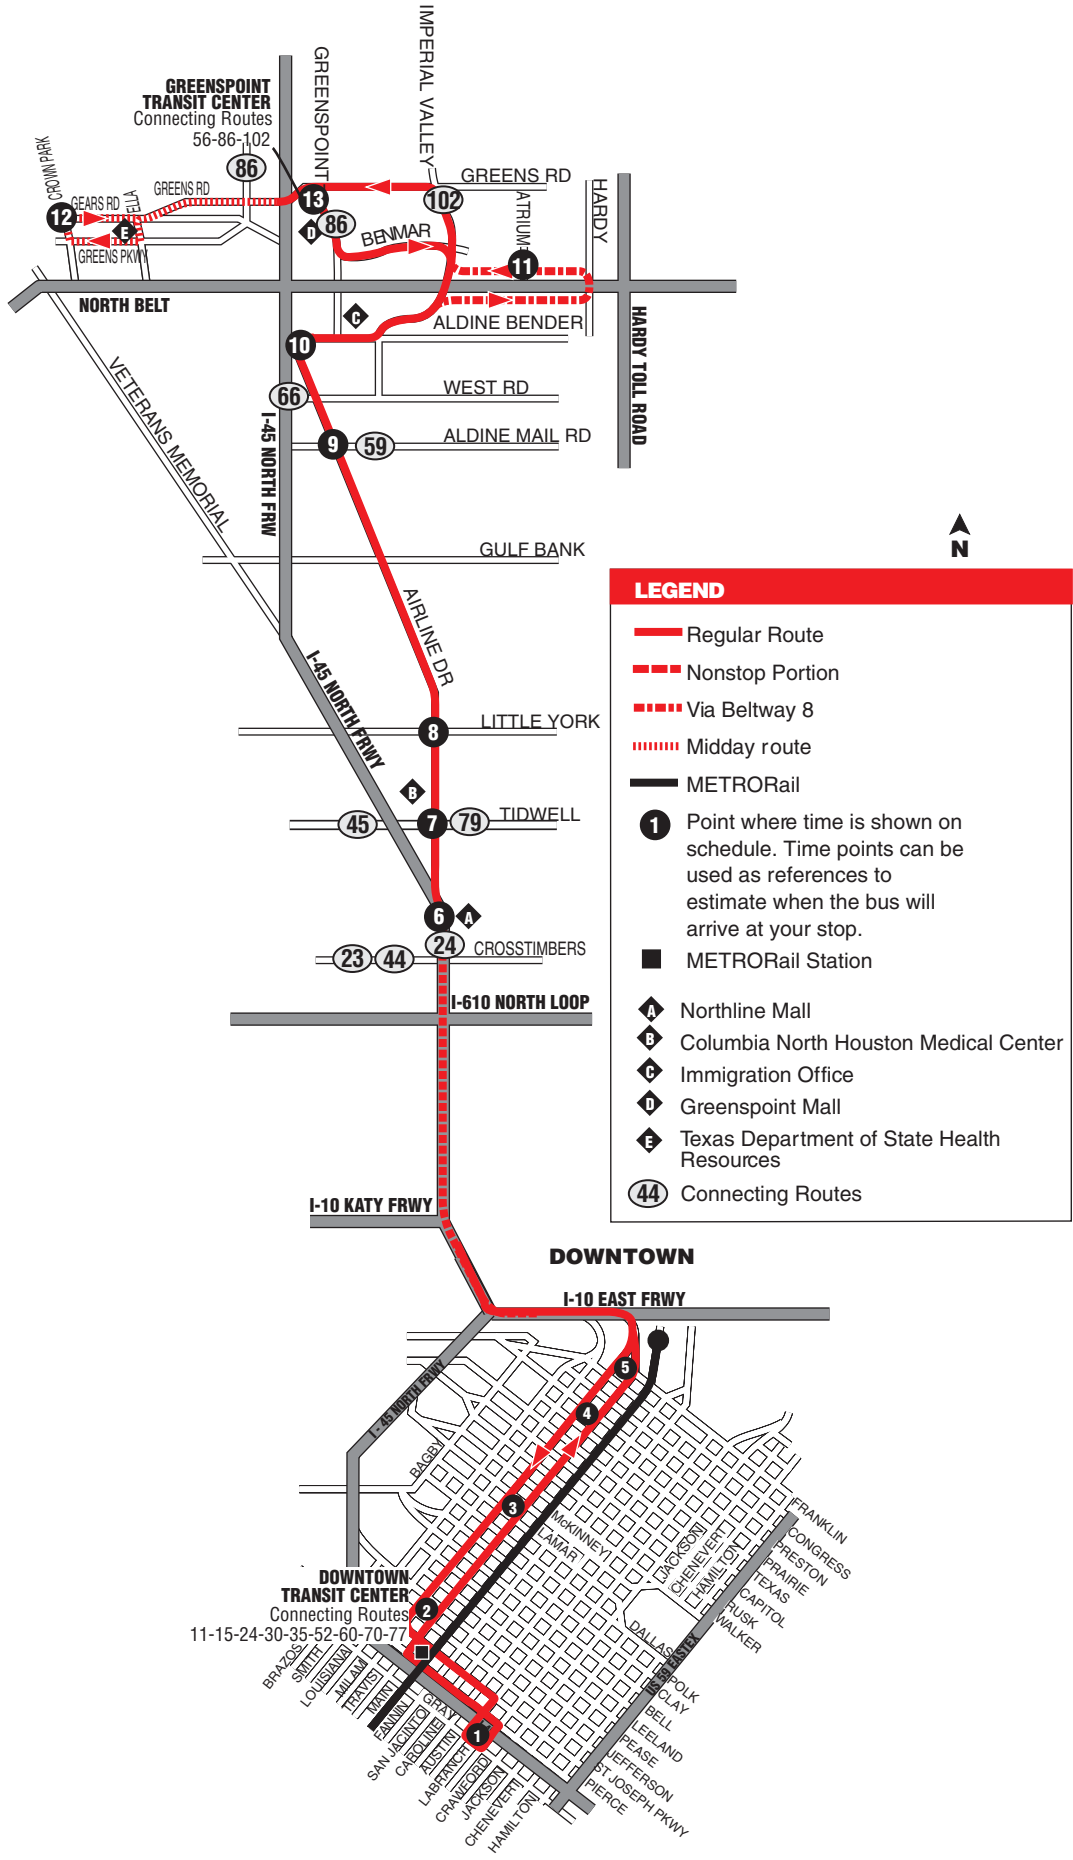 IMPERIAL VALLEY
GREENSPOINT
GREENSPOINT
TRANSIT CENTER
Connecting Routes
56-86-102
CROWN PARK
86
GREENS RD
102
ATRIUM
HARDY
GREENS RD
GEARS RD
ELLA
13
12
E
D
86
BENMAR
11
GREENS PKWY
NORTH BELT
C
ALDINE BENDER
HARDY TOLL ROAD
10
VETERANS MEMORIAL
66
WEST RD
I-45 NORTH FRW
9
59
ALDINE MAIL RD
GULF BANK
N
AIRLINE DR
I-45 NORTH FRWY
8
LITTLE YORK
B
45
7
79
TIDWELL
6
A
24
23
44
CROSSTIMBERS
I-610 NORTH LOOP
I-10 KATY FRWY
LEGEND
Regular Route
Nonstop Portion
Via Beltway 8
Midday route
METRORail
1
Point where time is shown on
schedule. Time points can be
used as references to
estimate when the bus will
arrive at your stop.
METRORail Station
A Northline Mall
B Columbia North Houston Medical Center
C Immigration Office
D Greenspoint Mall
E Texas Department of State Health
Resources
44 Connecting Routes
DOWNTOWN
I-10 EAST FRWY
5
I - 45 NORTH FRWY
4
BAGBY
3
McKINNEY
LAMAR
JACKSON
CHENEVERT
HAMILTON
FRANKLIN
CONGRESS
PRESTON
PRAIRIE
TEXAS
CAPITOL
RUSK
WALKER
DALLAS
US 59 EASTEX
POLK
CLAY
BELL
LEELAND
PEASE
JEFFERSON
ST JOSEPH PKWY
PIERCE
DOWNTOWN
TRANSIT CENTER
Connecting Routes
11-15-24-30-35-52-60-70-77
2
BRAZOS
SMITH
LOUISIANA
MILAM
TRAVIS
MAIN
FANNIN
SAN JACINTO
CAROLINE
GRAY
AUSTIN
LABRANCH
CRAWFORD
JACKSON
CHENEVERT
HAMILTON
1